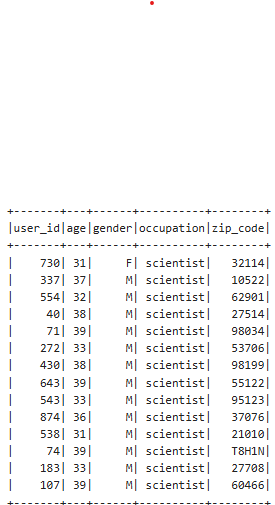 +-------+---+------+----------+--------+
|user_id|age|gender|occupation|zip_code|
+-------+---+------+----------+--------+
|    730| 31|     F| scientist|   32114|
|    337| 37|     M| scientist|   10522|
|    554| 32|     M| scientist|   62901|
|     40| 38|     M| scientist|   27514|
|     71| 39|     M| scientist|   98034|
|    272| 33|     M| scientist|   53706|
|    430| 38|     M| scientist|   98199|
|    643| 39|     M| scientist|   55122|
|    543| 33|     M| scientist|   95123|
|    874| 36|     M| scientist|   37076|
|    538| 31|     M| scientist|   21010|
|     74| 39|     M| scientist|   T8H1N|
|    183| 33|     M| scientist|   27708|
|    107| 39|     M| scientist|   60466|
+-------+---+------+----------+--------+